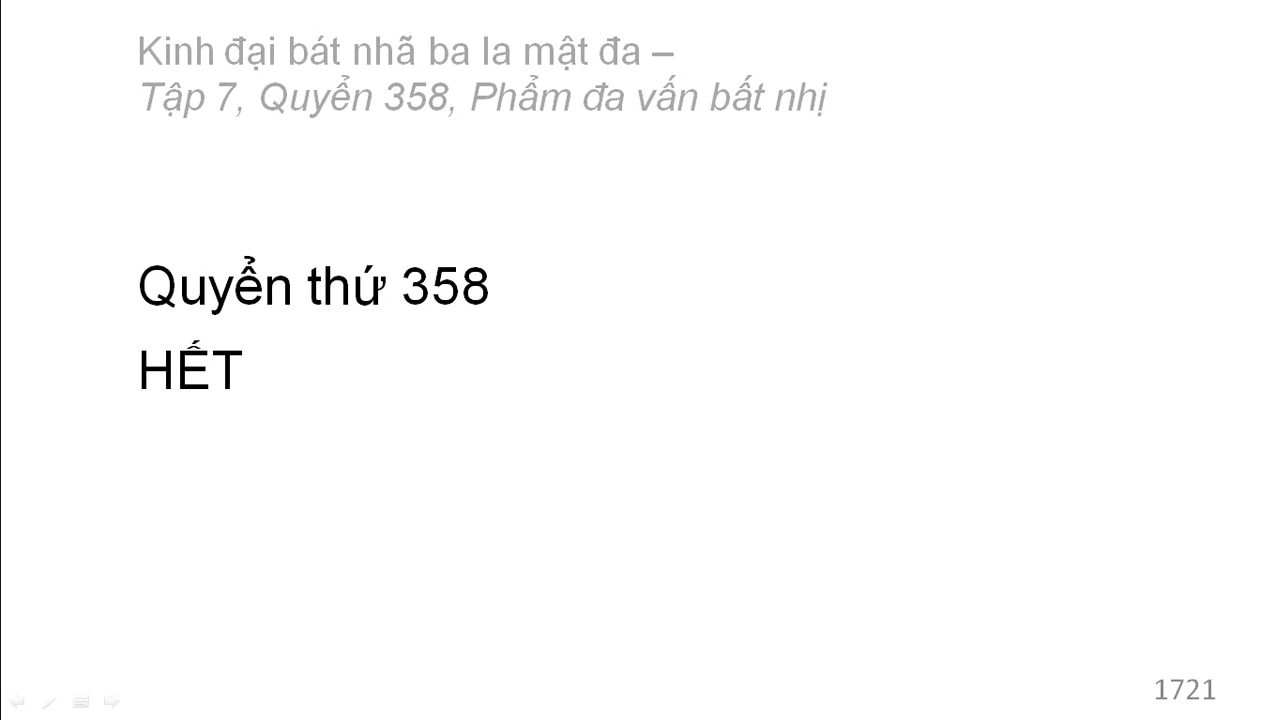 Kinh đại bát nhã ba la mật đa –
Tập 7, Quyển 358, Phẩm đa vấn bất nhị
Quyển thứ 358
HẾT
1721